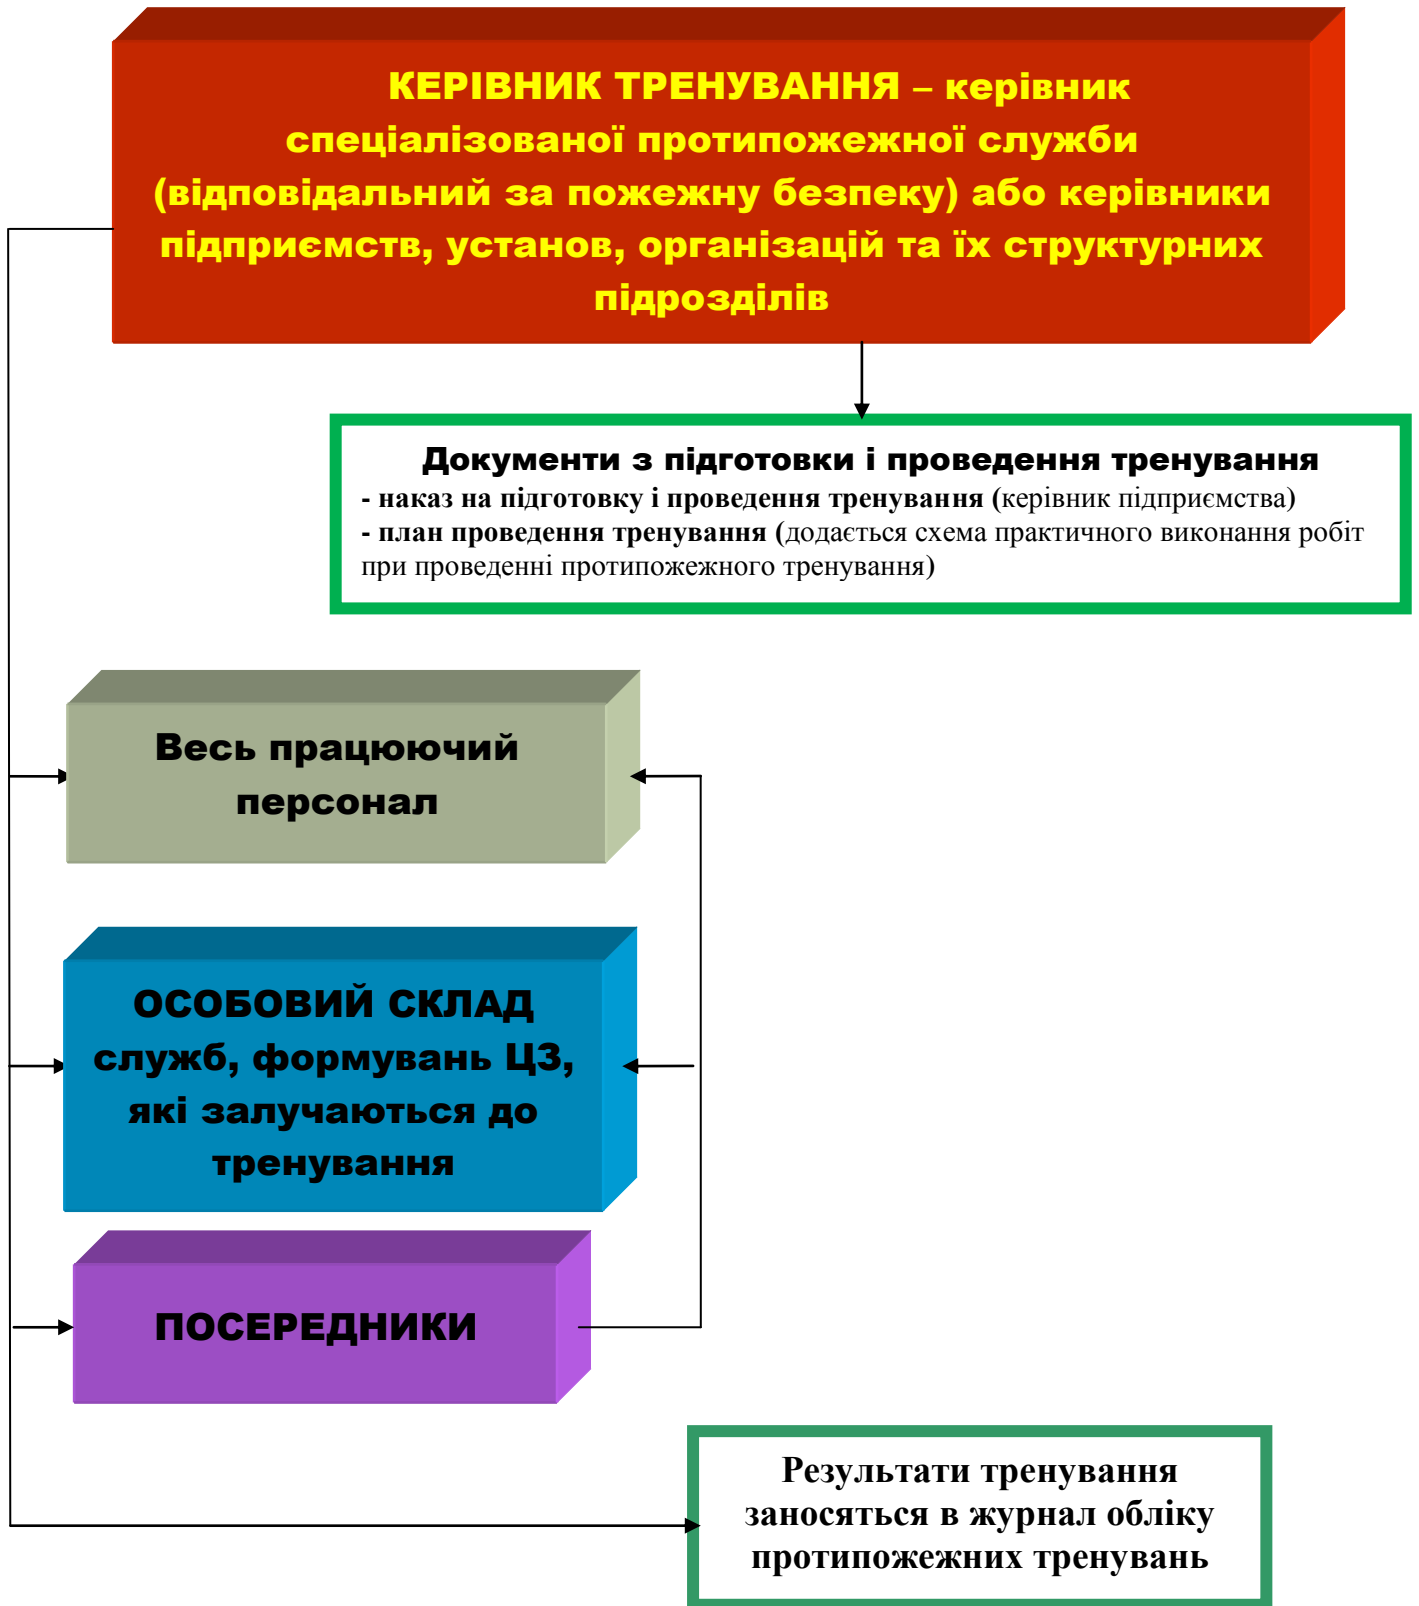 КЕРІВНИК ТРЕНУВАННЯ – керівник
спеціалізованої протипожежної служби
(відповідальний за пожежну безпеку) або керівники
підприємств, установ, організацій та їх структурних
підрозділів
Документи з підготовки і проведення тренування
- наказ на підготовку і проведення тренування (керівник підприємства)
- план проведення тренування (додається схема практичного виконання робіт
при проведенні протипожежного тренування)
Весь працюючий
персонал
ОСОБОВИЙ СКЛАД
служб, формувань ЦЗ,
які залучаються до
тренування
ПОСЕРЕДНИКИ
Результати тренування
заносяться в журнал обліку
протипожежних тренувань